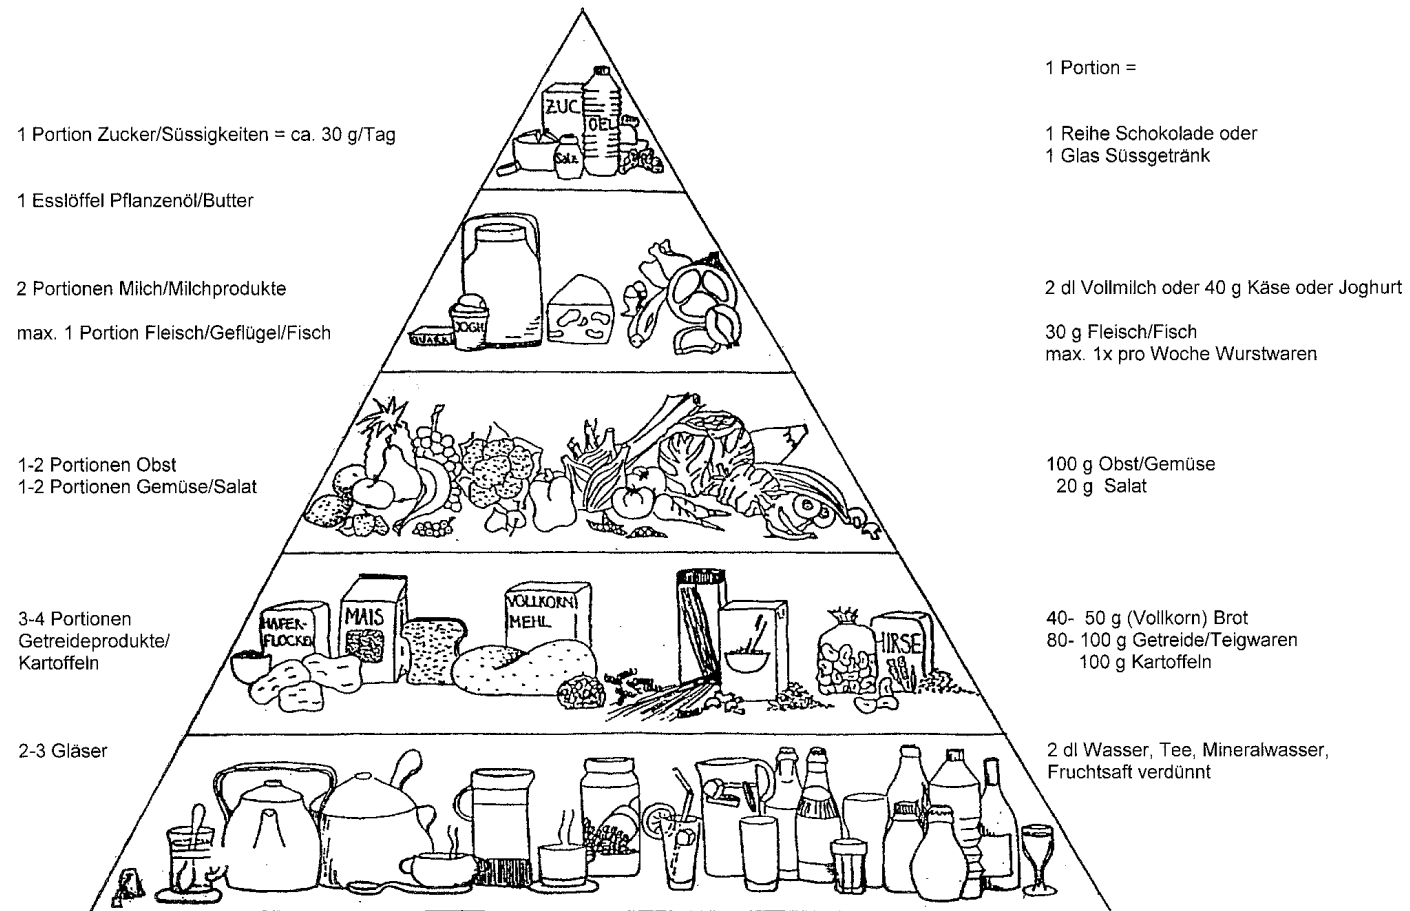 1 Portion =
ZUC
OEL
1 Portion Zucker/Süssigkeiten = ca. 30 g/Tag
1 Reihe Schokolade oder
1 Glas Süssgetränk
Salz
1 Esslöffel Pflanzenöl/Butter
2 Portionen Milch/Milchprodukte
2 dl Vollmilch oder 40 g Käse oder Joghurt
JOGH
QUARK
max. 1 Portion Fleisch/Geflügel/Fisch
30 g Fleisch/Fisch
max. 1x pro Woche Wurstwaren
1-2 Portionen Obst
1-2 Portionen Gemüse/Salat
100 g Obst/Gemüse
20 g Salat
3-4 Portionen
Getreideprodukte/
Kartoffeln
HAFER-
FLOCKEN
MAIS
VOLLKORN
MEHL
HIRSE
40- 50 g (Vollkorn) Brot
80- 100 g Getreide/Teigwaren
100 g Kartoffeln
2-3 Gläser
2 dl Wasser, Tee, Mineralwasser,
Fruchtsaft verdünnt